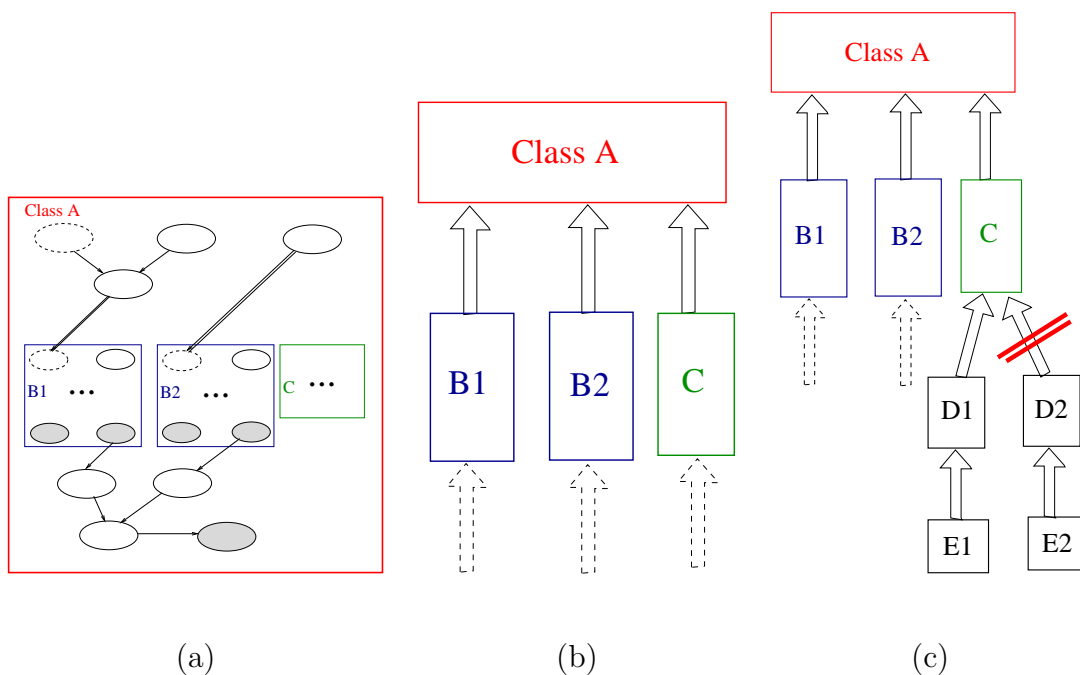 Class A
B1 ...
B2 ...
C ...
(a)
Class A
B1
B2
C
(b)
Class A
B1
B2
C
D1
D2
E1
E2
(c)